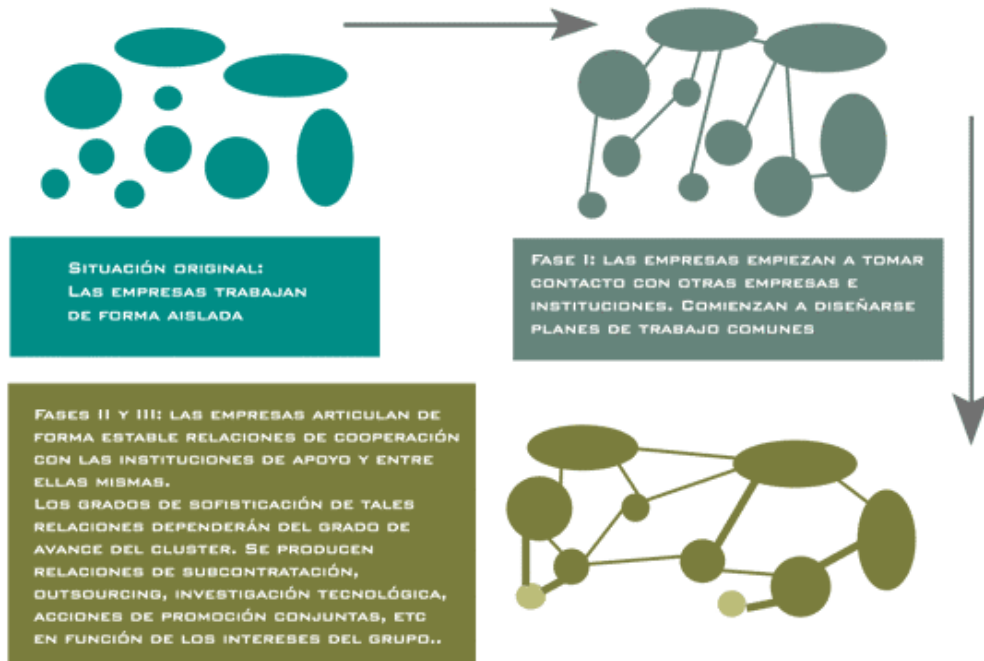 Situación original:
Las empresas trabajan
de forma aislada
Fase I: las empresas empiezan a tomar
contacto con otras empresas e
instituciones. Comienzan a diseñarse
planes de trabajo comunes
Fases II y III: las empresas articulan de
forma estable relaciones de cooperación
con las instituciones de apoyo y entre
ellas mismas.
Los grados de sofisticación de tales
relaciones dependerán del grado de
avance del cluster. Se producen
relaciones de subcontratación,
outsourcing, investigación tecnológica,
acciones de promoción conjuntas, etc
en función de los intereses del grupo..